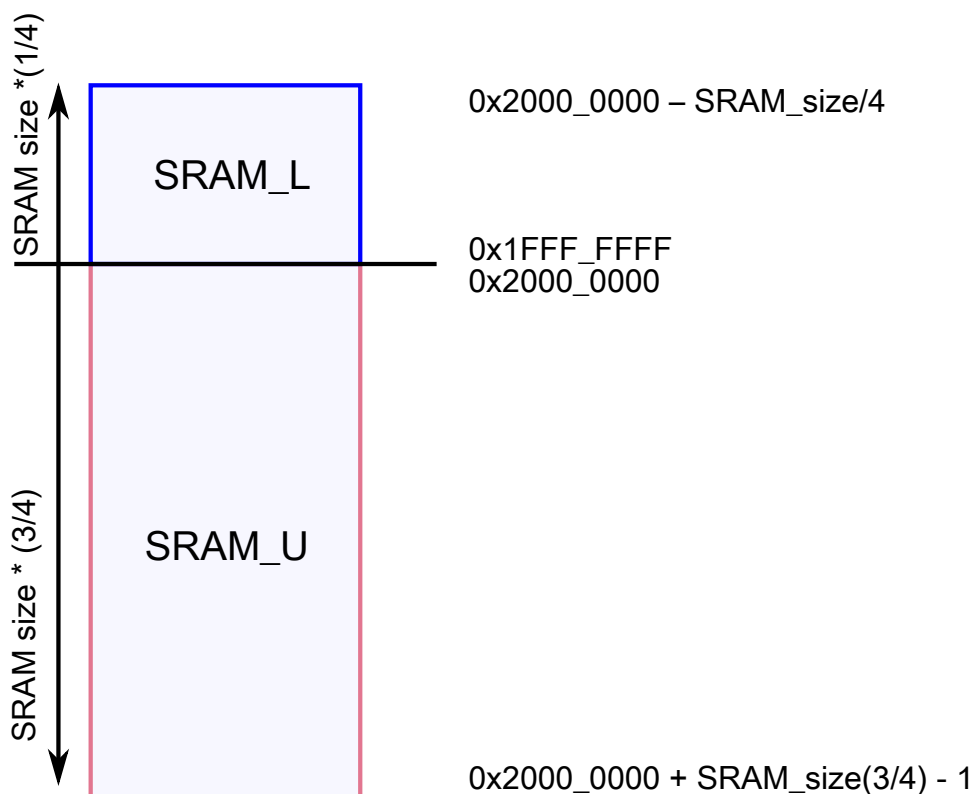 SRAM size *(1/4)
0x2000_0000 – SRAM_size/4
SRAM_L
0x1FFF_FFFF
0x2000_0000
SRAM size * (3/4)
SRAM_U
0x2000_0000 + SRAM_size(3/4) - 1